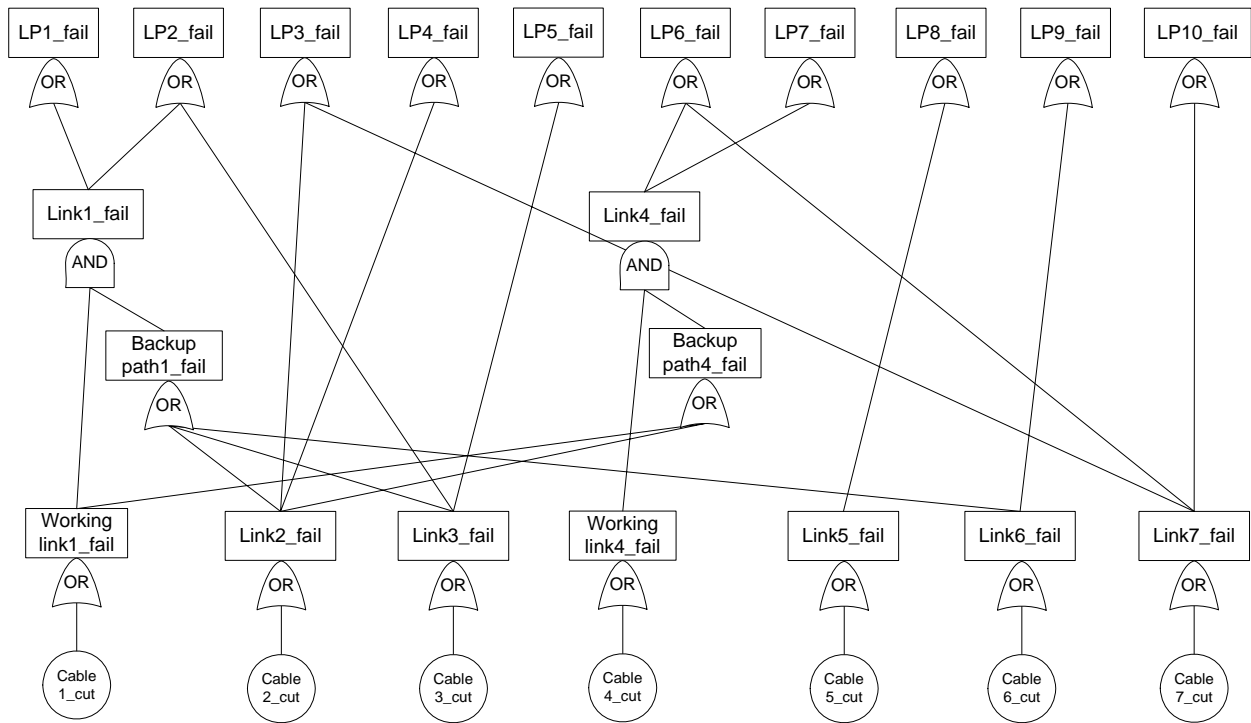 LP1_fail
LP2_fail
LP3_fail
LP4_fail
LP5_fail
LP6_fail
LP7_fail
LP8_fail
LP9_fail
LP10_fail
OR
OR
OR
OR
OR
OR
OR
OR
OR
OR
Link1_fail
Link4_fail
AND
AND
Backup
path1_fail
Backup
path4_fail
OR
OR
Working
link1_fail
Link2_fail
Link3_fail
Working
link4_fail
Link5_fail
Link6_fail
Link7_fail
OR
OR
OR
OR
OR
OR
OR
Cable
1_cut
Cable
2_cut
Cable
3_cut
Cable
4_cut
Cable
5_cut
Cable
6_cut
Cable
7_cut